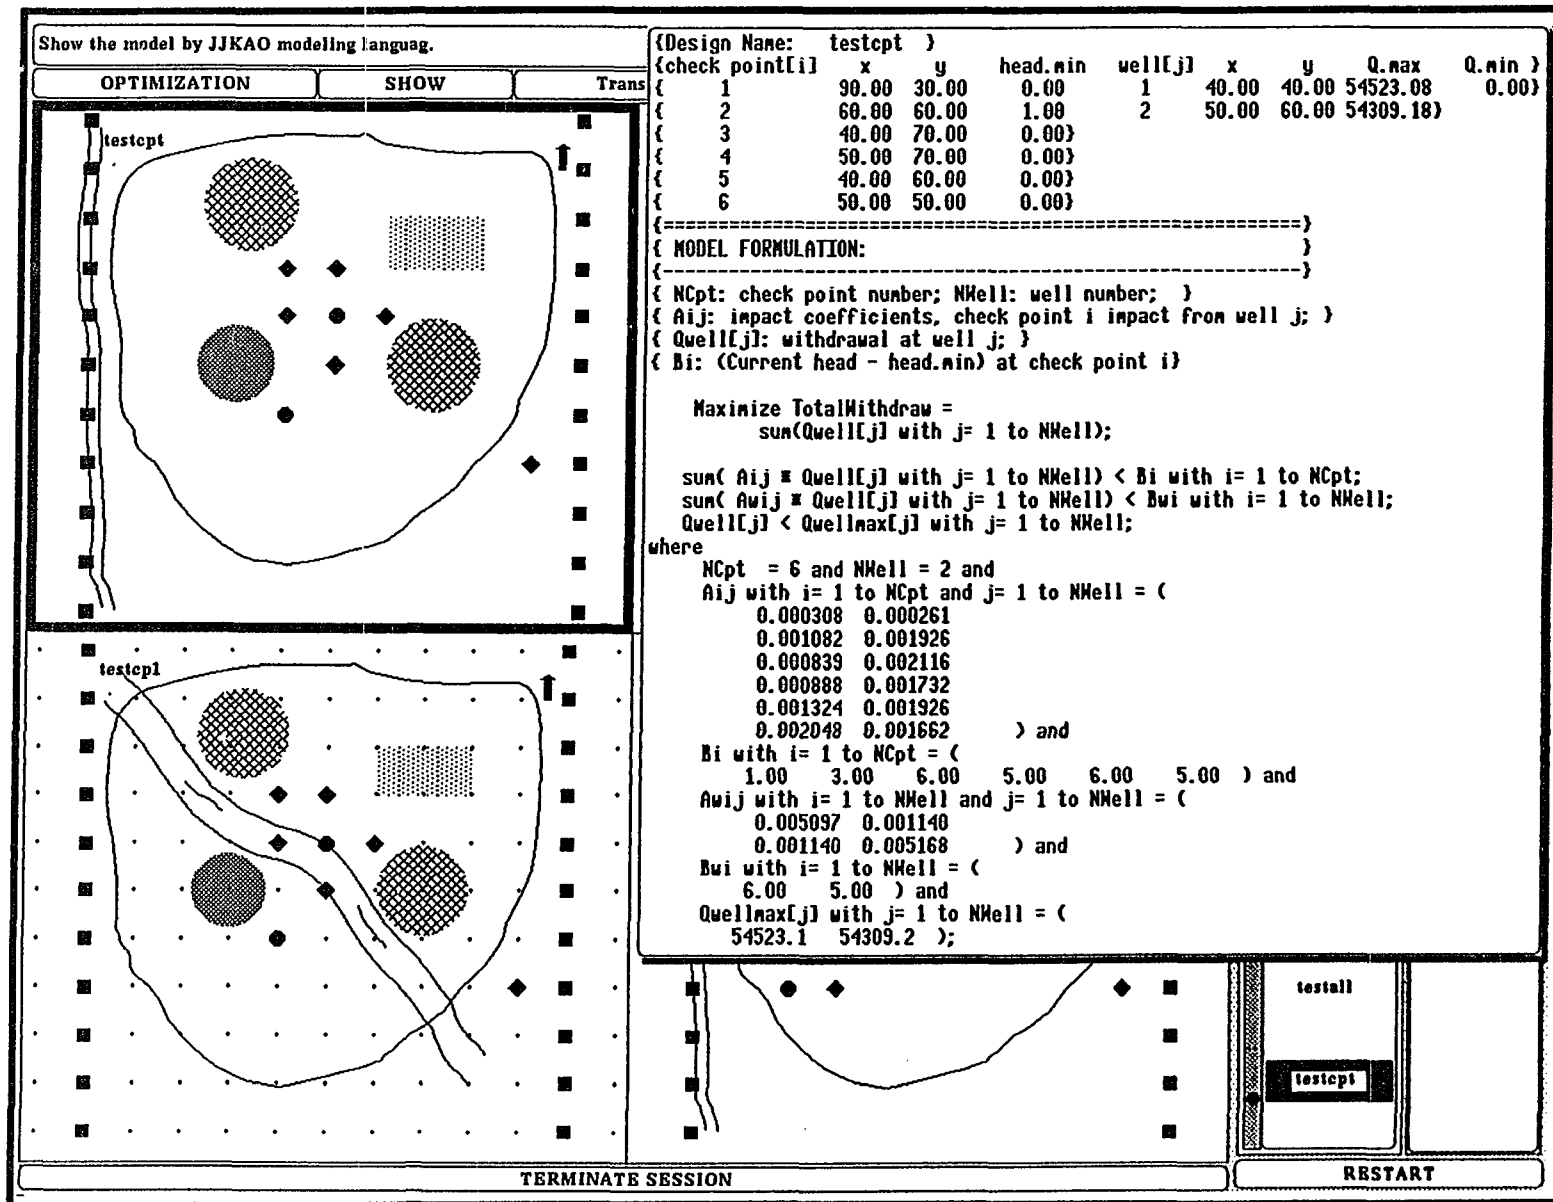 Show the model by JJKAO modeling languag.
OPTIMIZATION SHOW Trans
testcpt
testcp1
{Design Name: testcpt }
{check point[i] x y head.min well[j] x y Q.max Q.min }
{ 1 90.00 30.00 0.00 1 40.00 40.00 54523.08 0.00}
{ 2 60.00 60.00 1.00 2 50.00 60.00 54309.18}
{ 3 40.00 70.00 0.00}
{ 4 50.00 70.00 0.00}
{ 5 40.00 60.00 0.00}
{ 6 50.00 50.00 0.00}
{==========================================================}
{ MODEL FORMULATION: }
{----------------------------------------------------------}
{ NCpt: check point number; NWell: well number; }
{ Aij: impact coefficients, check point i impact from well j; }
{ Qwell[j]: withdrawal at well j; }
{ Bi: (Current head - head.min) at check point i}
Maximize TotalWithdraw =
sum(Qwell[j] with j= 1 to NWell);
sum( Aij * Qwell[j] with j= 1 to NWell) < Bi with i= 1 to NCpt;
sum( Awij * Qwell[j] with j= 1 to NWell) < Bwi with i= 1 to NWell;
Qwell[j] < Qwellmax[j] with j= 1 to NWell;
where
NCpt = 6 and NWell = 2 and
Aij with i= 1 to NCpt and j= 1 to NWell = (
0.000308 0.000261
0.001082 0.001926
0.000839 0.002116
0.000888 0.001732
0.001324 0.001926
0.002048 0.001662 ) and
Bi with i= 1 to NCpt = (
1.00 3.00 6.00 5.00 6.00 5.00 ) and
Awij with i= 1 to NWell and j= 1 to NWell = (
0.005097 0.001140
0.001140 0.005168 ) and
Bwi with i= 1 to NWell = (
6.00 5.00 ) and
Qwellmax[j] with j= 1 to NWell = (
54523.1 54309.2 );
testall
testcpt
TERMINATE SESSION
RESTART